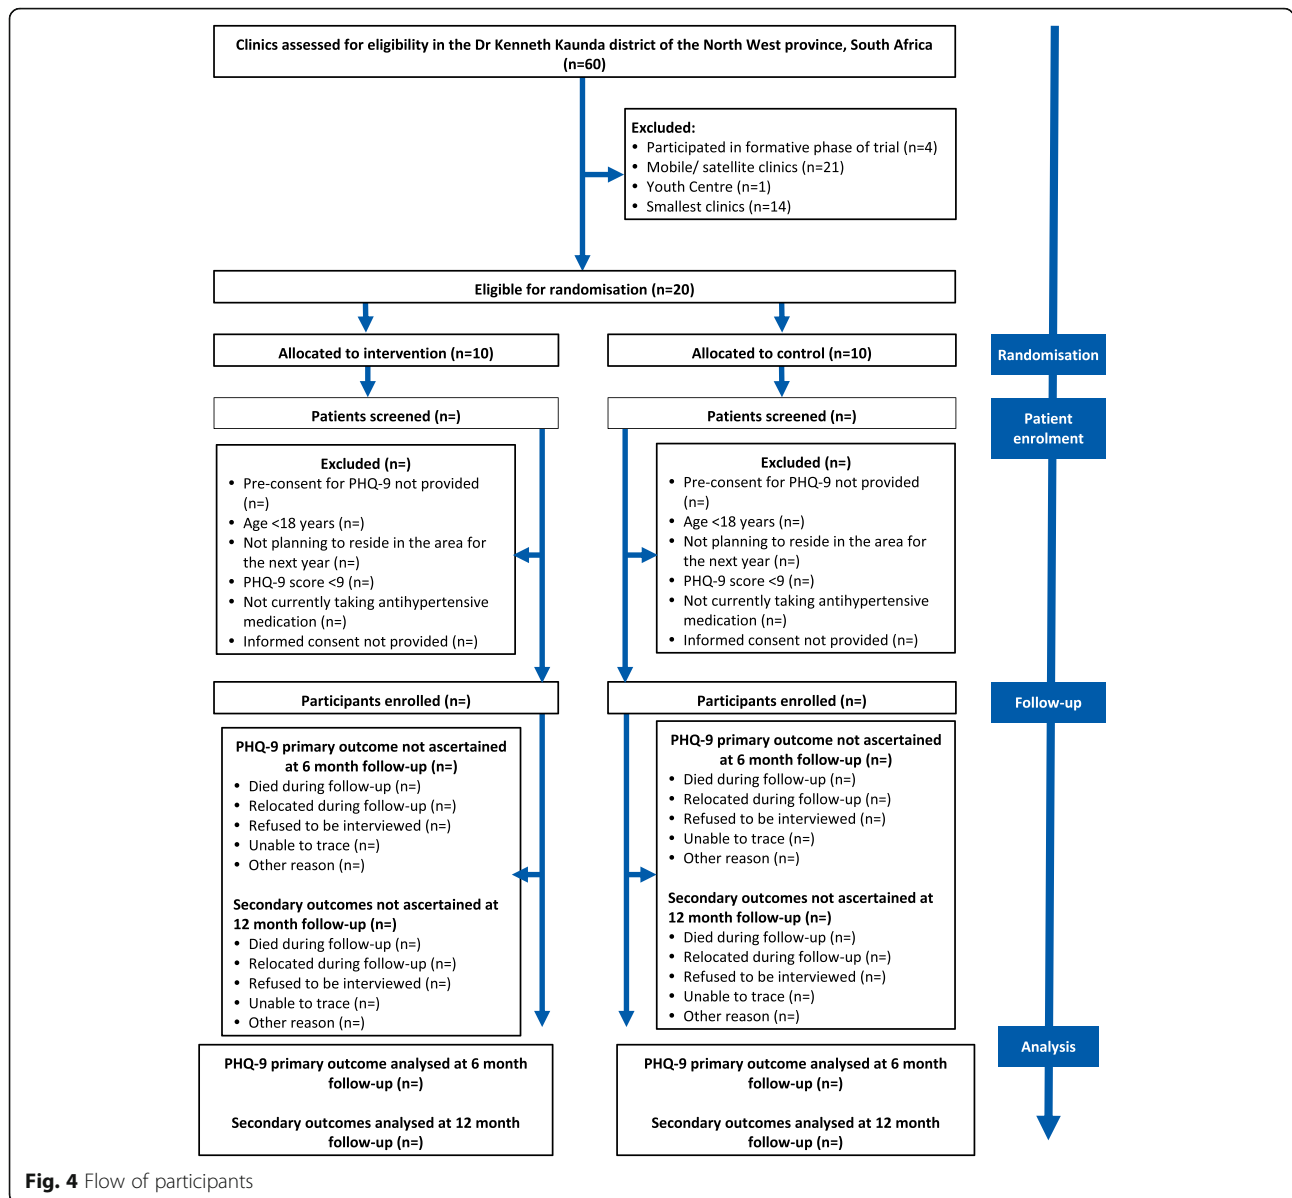 Clinics assessed for eligibility in the Dr Kenneth Kaunda district of the North West province, South Africa
(n=60)
Excluded:
• Participated in formative phase of trial (n=4)
• Mobile/ satellite clinics (n=21)
• Youth Centre (n=1)
• Smallest clinics (n=14)
Eligible for randomisation (n=20)
Allocated to intervention (n=10)
Allocated to control (n=10)
Randomisation
Patients screened (n=)
Patients screened (n=)
Patient
enrolment
Excluded (n=)
• Pre-consent for PHQ-9 not provided
(n=)
• Age <18 years (n=)
• Not planning to reside in the area for
the next year (n=)
• PHQ-9 score <9 (n=)
• Not currently taking antihypertensive
medication (n=)
• Informed consent not provided (n=)
Excluded (n=)
• Pre-consent for PHQ-9 not provided
(n=)
• Age <18 years (n=)
• Not planning to reside in the area for
the next year (n=)
• PHQ-9 score <9 (n=)
• Not currently taking antihypertensive
medication (n=)
• Informed consent not provided (n=)
Participants enrolled (n=)
Participants enrolled (n=)
Follow-up
PHQ-9 primary outcome not ascertained
at 6 month follow-up (n=)
• Died during follow-up (n=)
• Relocated during follow-up (n=)
• Refused to be interviewed (n=)
• Unable to trace (n=)
• Other reason (n=)
Secondary outcomes not ascertained at
12 month follow-up (n=)
• Died during follow-up (n=)
• Relocated during follow-up (n=)
• Refused to be interviewed (n=)
• Unable to trace (n=)
• Other reason (n=)
PHQ-9 primary outcome not ascertained
at 6 month follow-up (n=)
• Died during follow-up (n=)
• Relocated during follow-up (n=)
• Refused to be interviewed (n=)
• Unable to trace (n=)
• Other reason (n=)
Secondary outcomes not ascertained at
12 month follow-up (n=)
• Died during follow-up (n=)
• Relocated during follow-up (n=)
• Refused to be interviewed (n=)
• Unable to trace (n=)
• Other reason (n=)
Analysis
PHQ-9 primary outcome analysed at 6 month
follow-up (n=)
Secondary outcomes analysed at 12 month
follow-up (n=)
PHQ-9 primary outcome analysed at 6 month
follow-up (n=)
Secondary outcomes analysed at 12 month
follow-up (n=)
Fig. 4 Flow of participants